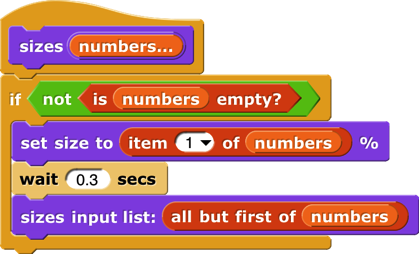 sizes numbers...
if not is numbers empty?
set size to item 1 of numbers %
wait 0.3 secs
sizes input list: all but first of numbers